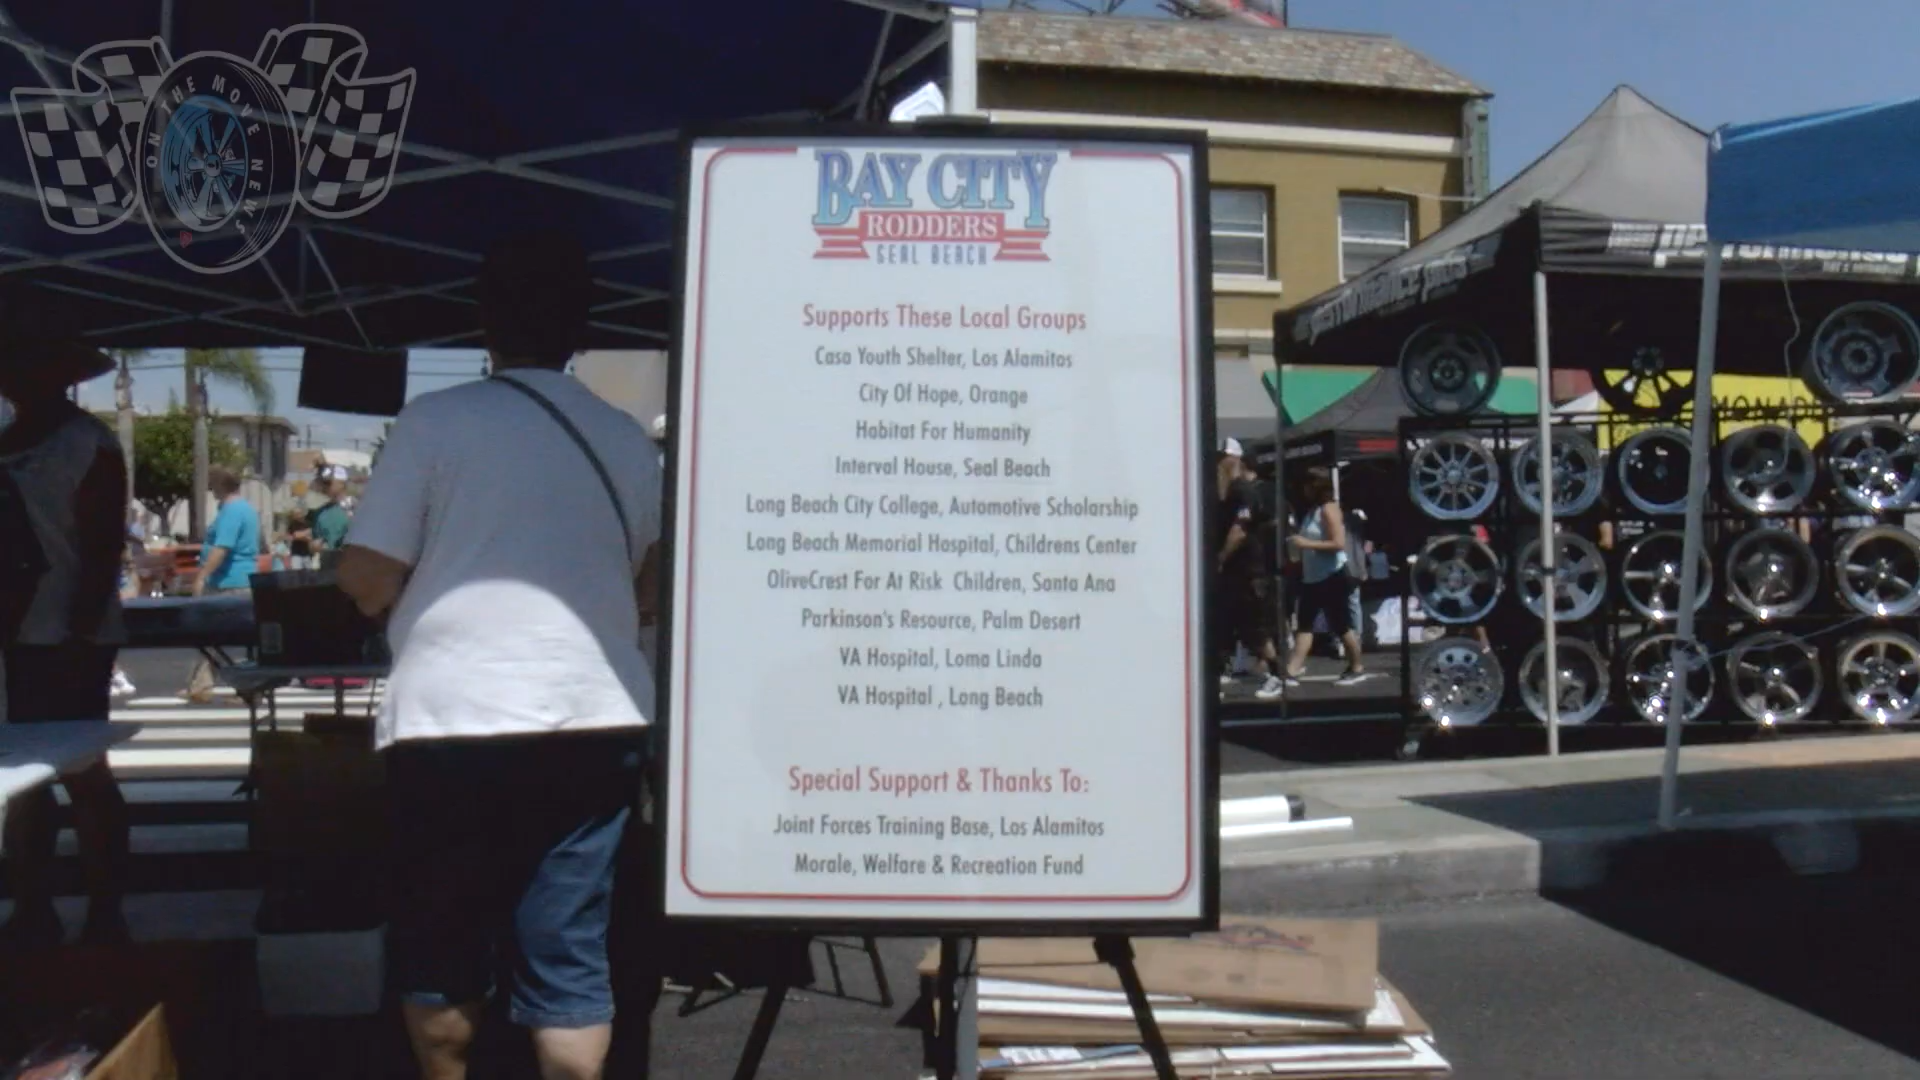 ON THE MOVE NEWS
BAY CITY
RODDERS
SEAL BEACH
Supports These Local Groups
Casa Youth Shelter, Los Alamitos
City Of Hope, Orange
Habitat For Humanity
Interval House, Seal Beach
Long Beach City College, Automotive Scholarship
Long Beach Memorial Hospital, Childrens Center
OliveCrest For At Risk Children, Santa Ana
Parkinson's Resource, Palm Desert
VA Hospital, Loma Linda
VA Hospital , Long Beach
Special Support & Thanks To:
Joint Forces Training Base, Los Alamitos
Morale, Welfare & Recreation Fund